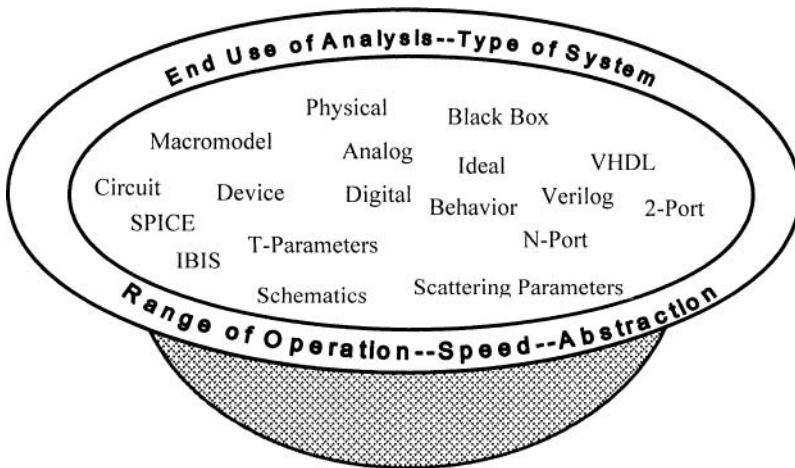 End Use of Analysis--Type of System
Physical
Black Box
Macromodel
Analog
Ideal
VHDL
Circuit
Device
Digital
Behavior
Verilog
2-Port
SPICE
T-Parameters
N-Port
IBIS
Schematics
Scattering Parameters
Range of Operation--Speed--Abstraction